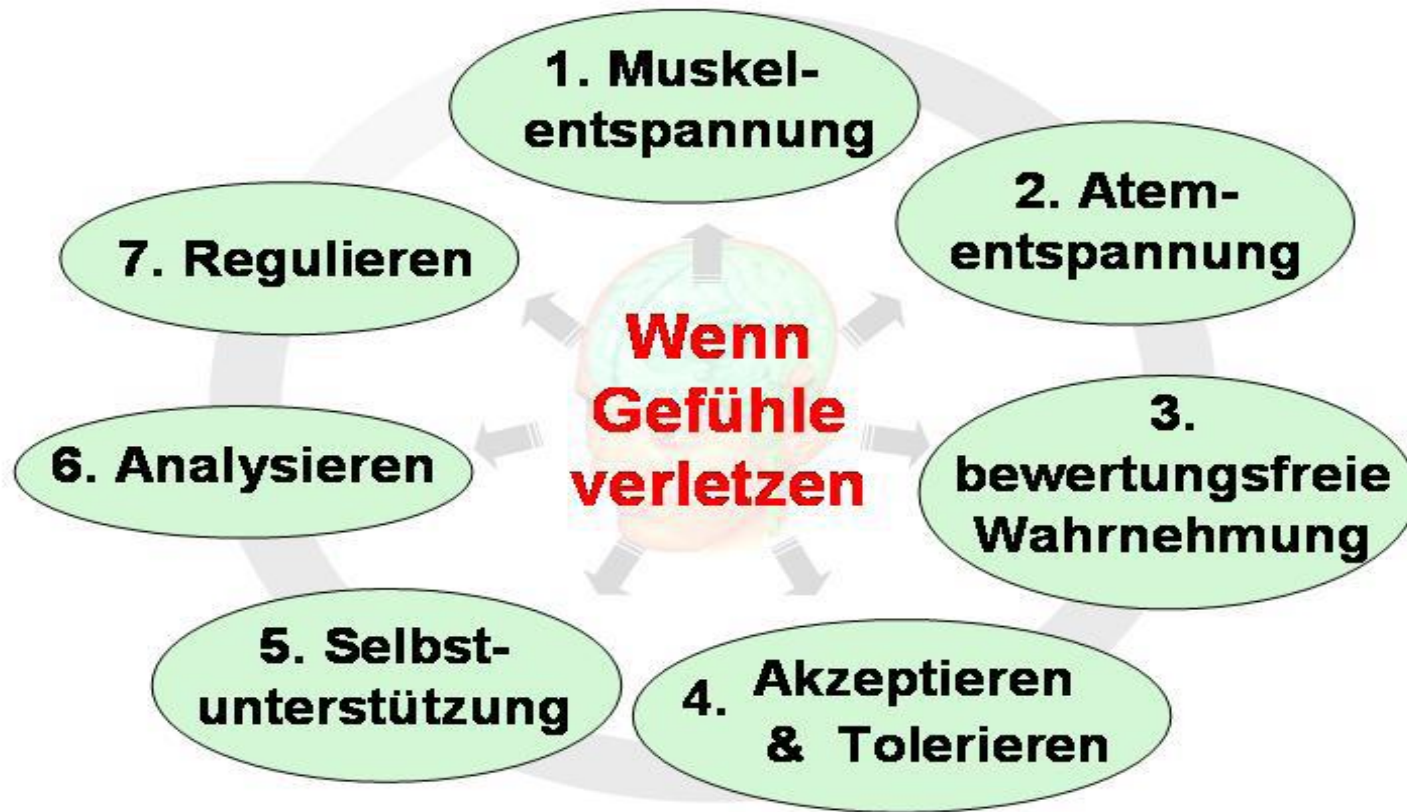 Wenn
Gefühle
verletzen
1. Muskel-
entspannung
2. Atem-
entspannung
3.
bewertungsfreie
Wahrnehmung
4. Akzeptieren
& Tolerieren
5. Selbst-
unterstützung
6. Analysieren
7. Regulieren